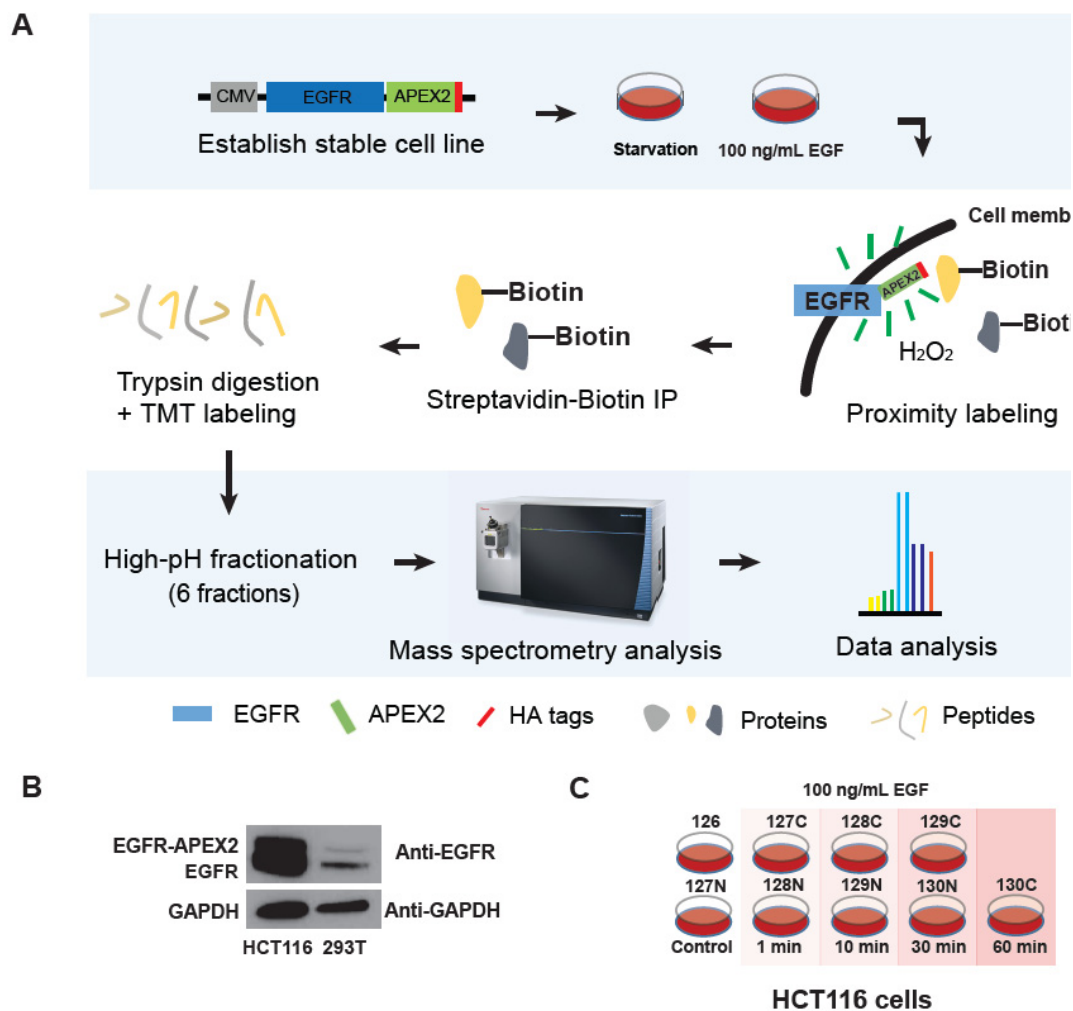 A
CMV EGFR APEX2
Establish stable cell line
Starvation 100 ng/mL EGF
Cell memb
EGFR APEX2 Biotin
Bioti
H2O2
Proximity labeling
Biotin
Biotin
Streptavidin-Biotin IP
Trypsin digestion
+ TMT labeling
High-pH fractionation
(6 fractions)
Mass spectrometry analysis
Data analysis
EGFR APEX2 HA tags Proteins Peptides
B
EGFR-APEX2
EGFR
Anti-EGFR
GAPDH Anti-GAPDH
HCT116 293T
C
100 ng/mL EGF
126 127C 128C 129C
127N 128N 129N 130N 130C
Control 1 min 10 min 30 min 60 min
HCT116 cells